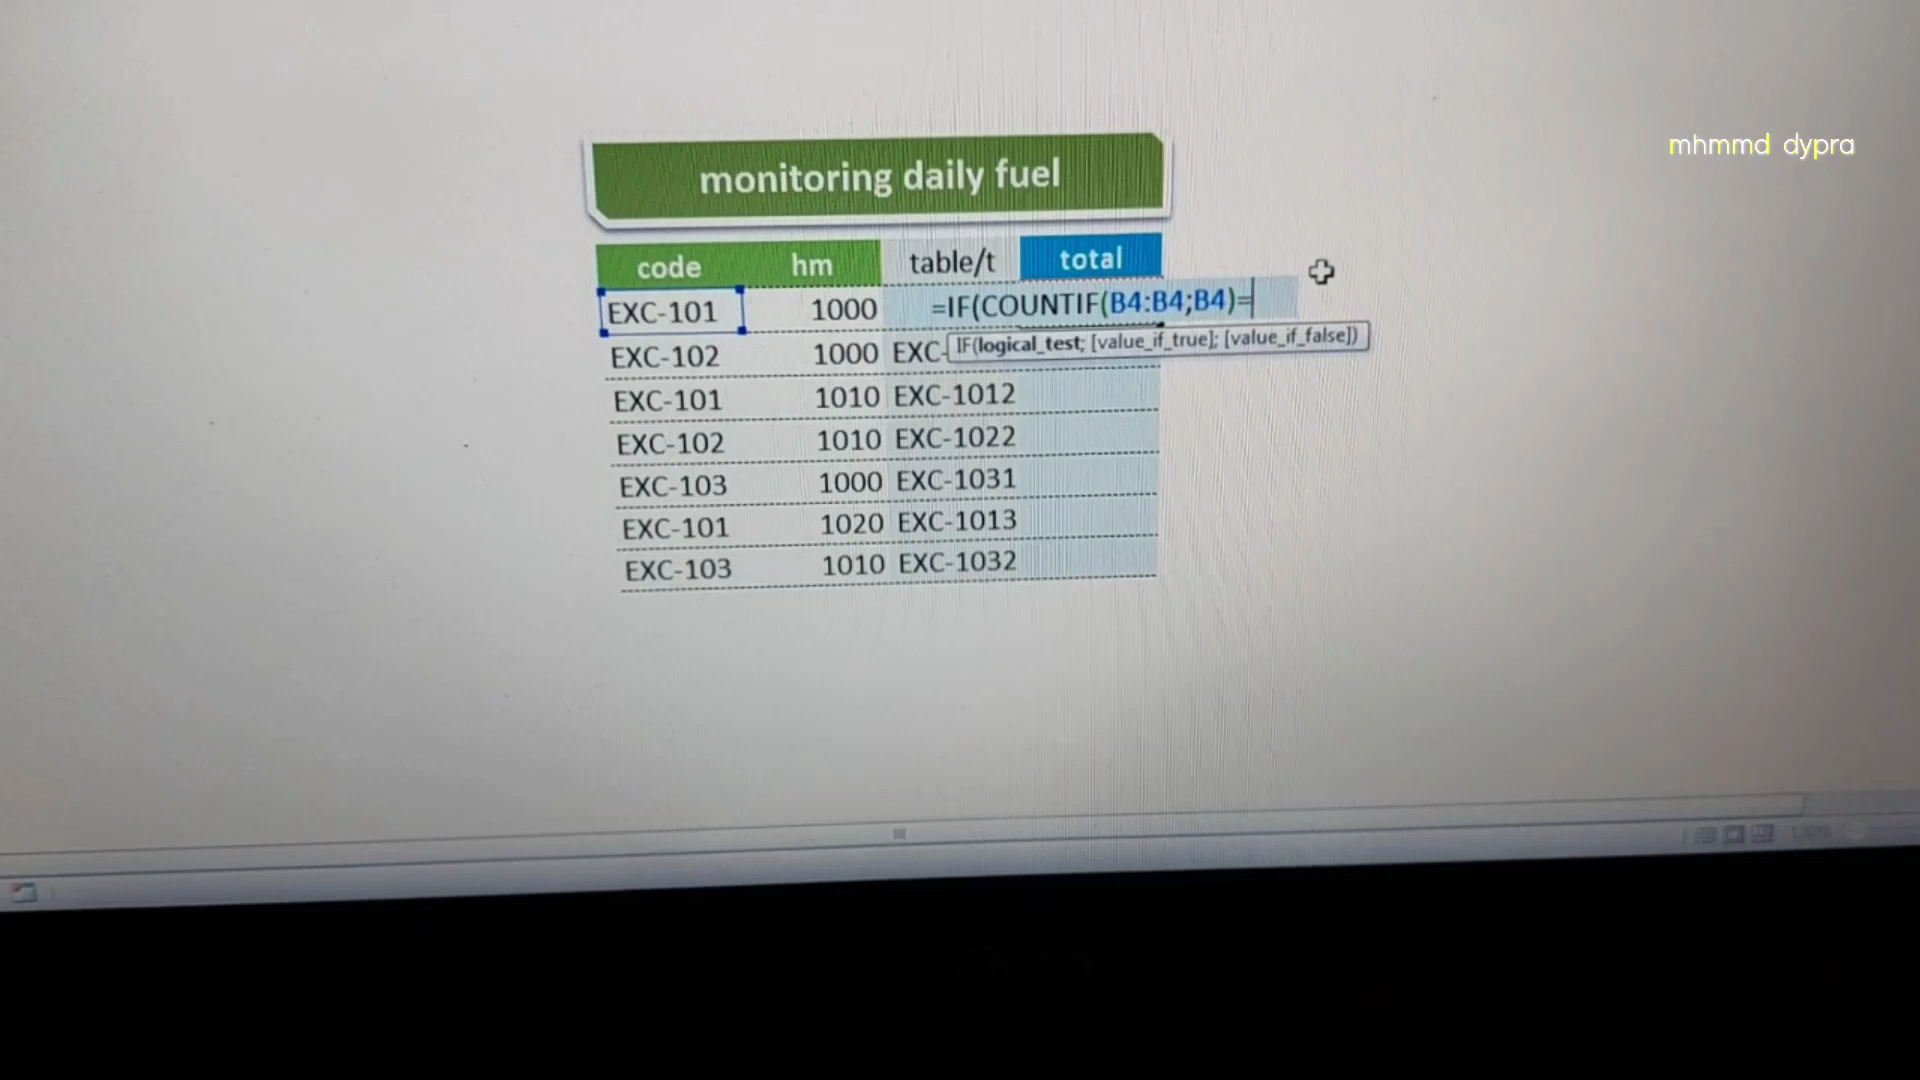 mhmmd dypra
monitoring daily fuel
code hm table/t total
EXC-101 1000 =IF(COUNTIF(B4:B4;B4)=
IF(logical_test; [value_if_true]; [value_if_false])
EXC-102 1000 EXC-
EXC-101 1010 EXC-1012
EXC-102 1010 EXC-1022
EXC-103 1000 EXC-1031
EXC-101 1020 EXC-1013
EXC-103 1010 EXC-1032